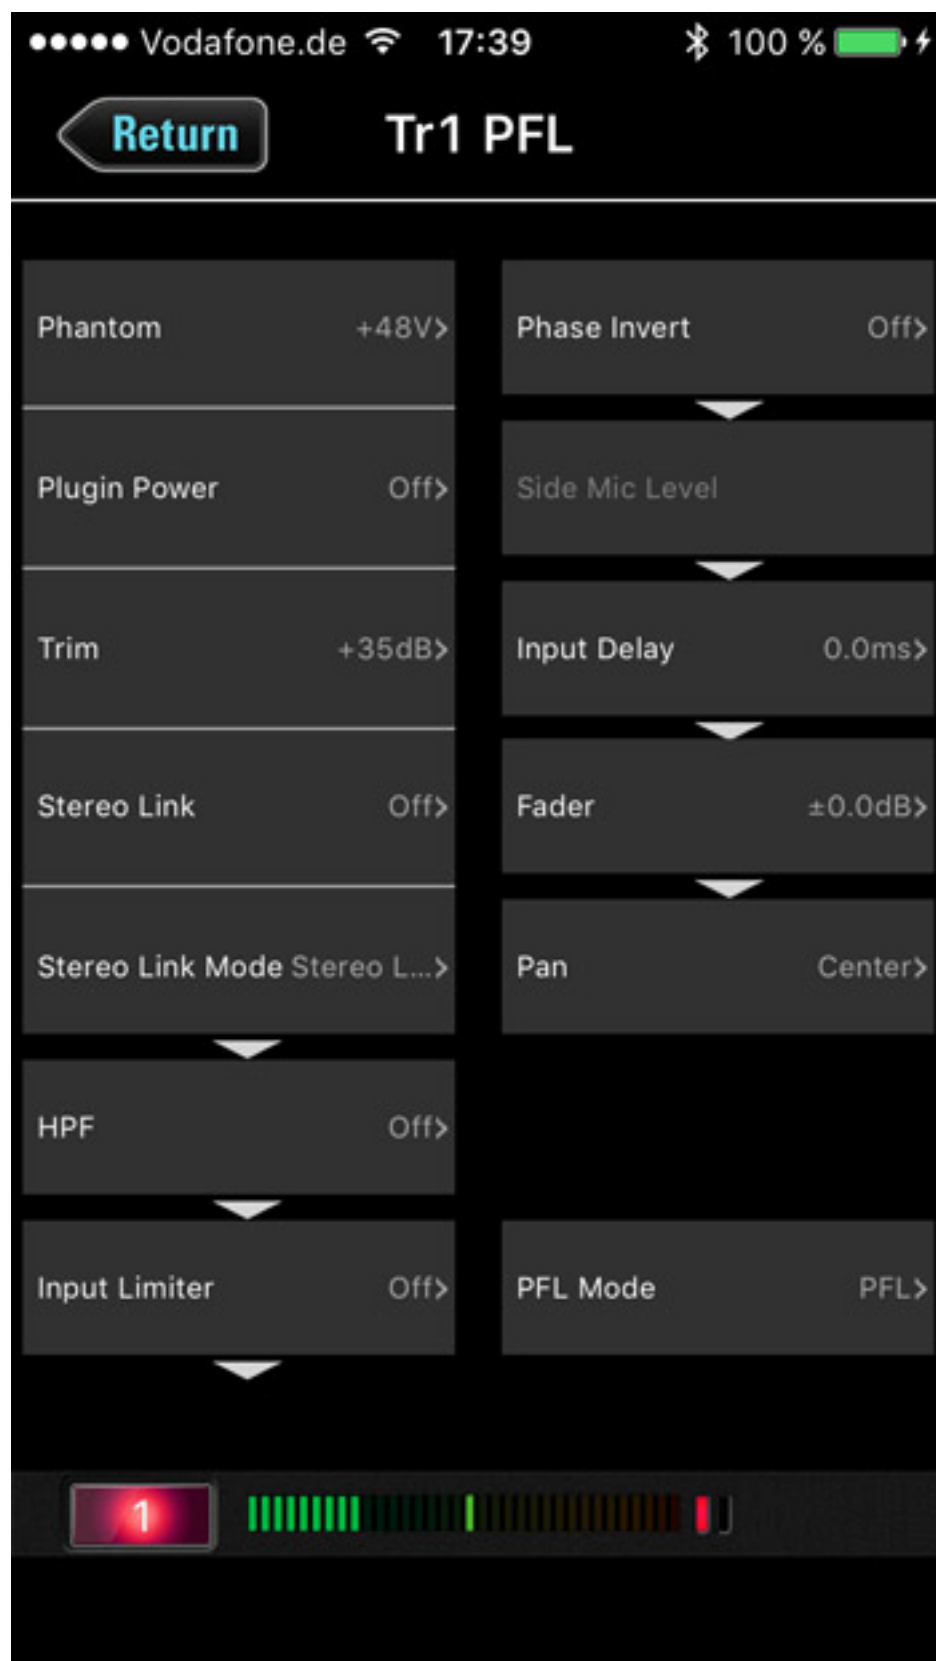 Vodafone.de 17:39 100 %
Return Tr1 PFL
Phantom +48V>
Plugin Power Off>
Trim +35dB>
Stereo Link Off>
Stereo Link Mode Stereo L...>
HPF Off>
Input Limiter Off>
Phase Invert Off>
Side Mic Level
Input Delay 0.0ms>
Fader ±0.0dB>
Pan Center>
PFL Mode PFL>
1